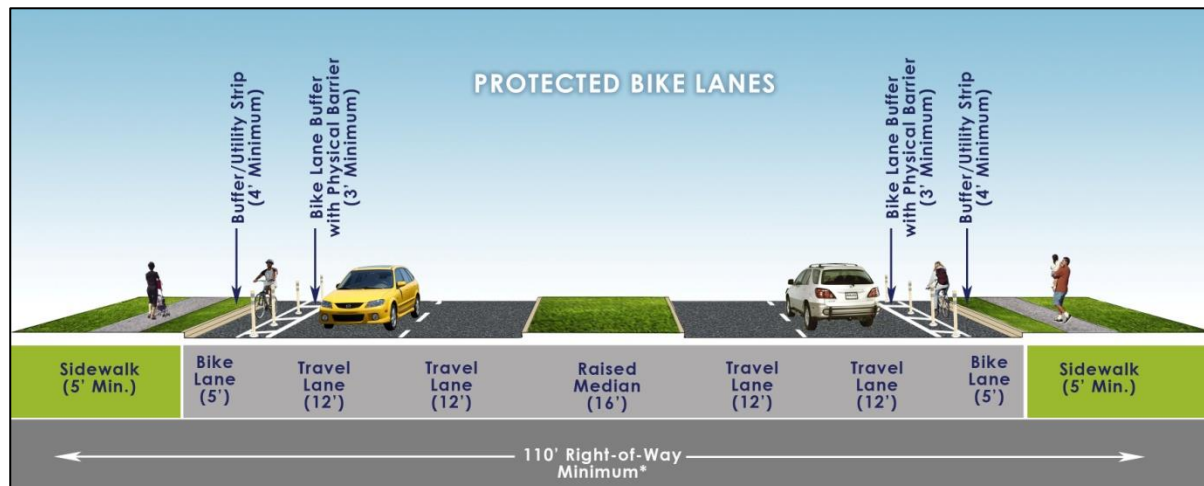 PROTECTED BIKE LANES
Buffer/Utility Strip
(4' Minimum)
Bike Lane Buffer
with Physical Barrier
(3' Minimum)
Bike Lane Buffer
with Physical Barrier
(3' Minimum)
Buffer/Utility Strip
(4' Minimum)
Sidewalk
(5' Min.)
Bike
Lane
(5')
Travel
Lane
(12')
Travel
Lane
(12')
Raised
Median
(16')
Travel
Lane
(12')
Travel
Lane
(12')
Bike
Lane
(5')
Sidewalk
(5' Min.)
110' Right-of-Way
Minimum*